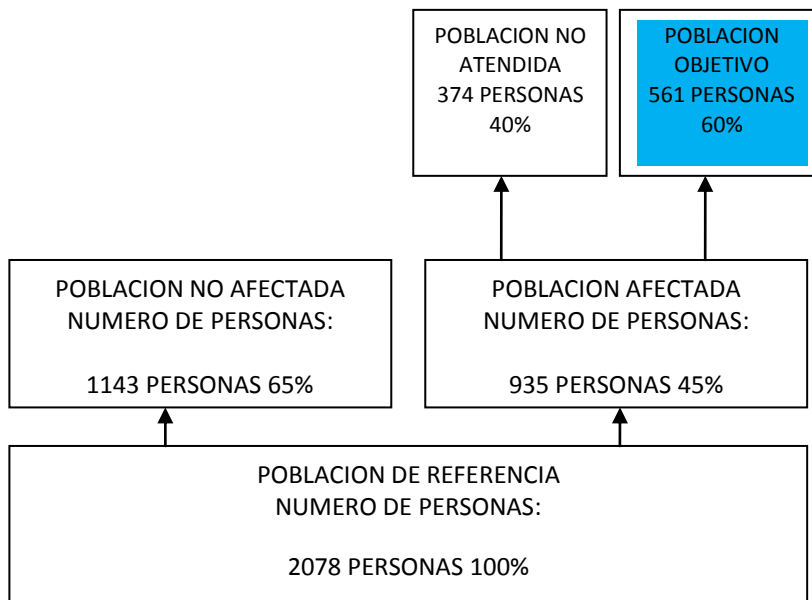 POBLACION NO
ATENDIDA
374 PERSONAS
40%
POBLACION
OBJETIVO
561 PERSONAS
60%
POBLACION NO AFECTADA
NUMERO DE PERSONAS:
1143 PERSONAS 65%
POBLACION AFECTADA
NUMERO DE PERSONAS:
935 PERSONAS 45%
POBLACION DE REFERENCIA
NUMERO DE PERSONAS:
2078 PERSONAS 100%